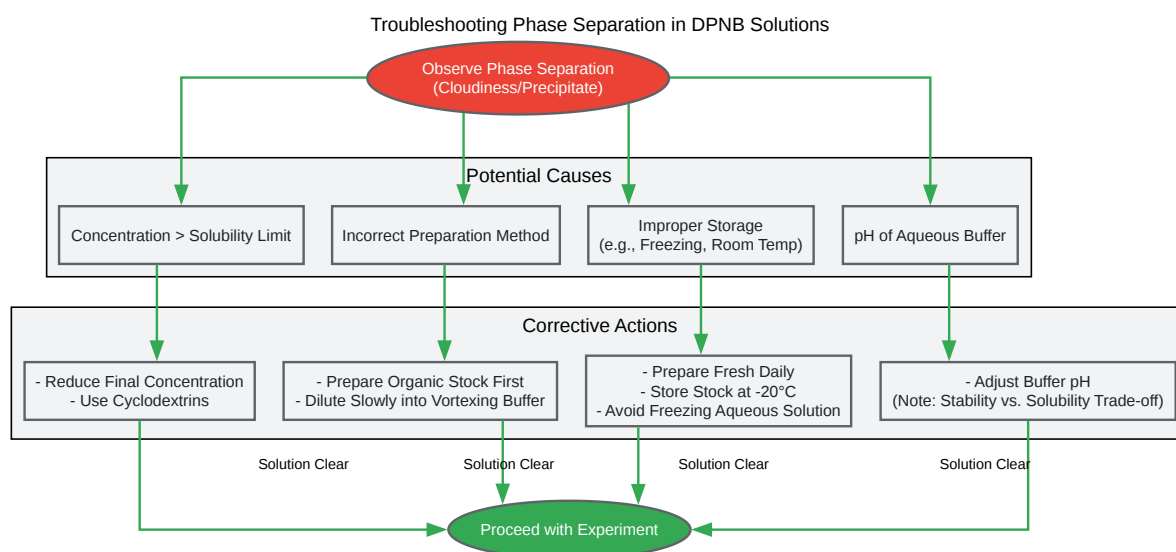 Troubleshooting Phase Separation in DPNB Solutions
Observe Phase Separation
(Cloudiness/Precipitate)
Potential Causes
Concentration > Solubility Limit
Incorrect Preparation Method
Improper Storage
(e.g., Freezing, Room Temp)
pH of Aqueous Buffer
Corrective Actions
- Reduce Final Concentration
- Use Cyclodextrins
- Prepare Organic Stock First
- Dilute Slowly into Vortexing Buffer
- Prepare Fresh Daily
- Store Stock at -20°C
- Avoid Freezing Aqueous Solution
- Adjust Buffer pH
(Note: Stability vs. Solubility Trade-off)
Solution Clear
Solution Clear
Solution Clear
Solution Clear
Proceed with Experiment